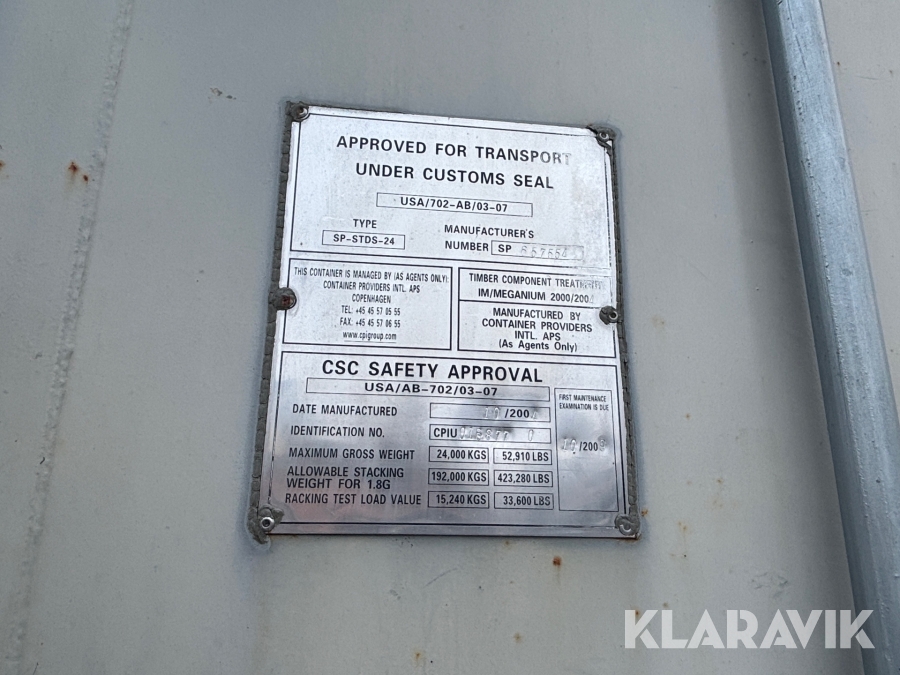 APPROVED FOR TRANSPORT
UNDER CUSTOMS SEAL
USA/702-AB/03-07
TYPE
SP-STDS-24
MANUFACTURER'S
NUMBER SP
THIS CONTAINER IS MANAGED BY (AS AGENTS ONLY)
CONTAINER PROVIDERS INTL. APS
COPENHAGEN
TEL: +45 45 57 05 55
FAX: +45 45 57 06 55
www.cpigroup.com
TIMBER COMPONENT TREATMENT
IM/MEGANIUM 2000/2004
MANUFACTURED BY
CONTAINER PROVIDERS
INTL. APS
(As Agents Only)
CSC SAFETY APPROVAL
USA/AB-702/03-07
DATE MANUFACTURED 10/2004
IDENTIFICATION NO. CPIU
MAXIMUM GROSS WEIGHT 24,000 KGS 52,910 LBS
ALLOWABLE STACKING
WEIGHT FOR 1.8G 192,000 KGS 423,280 LBS
RACKING TEST LOAD VALUE 15,240 KGS 33,600 LBS
FIRST MAINTENANCE
EXAMINATION IS DUE
KLARAVIK